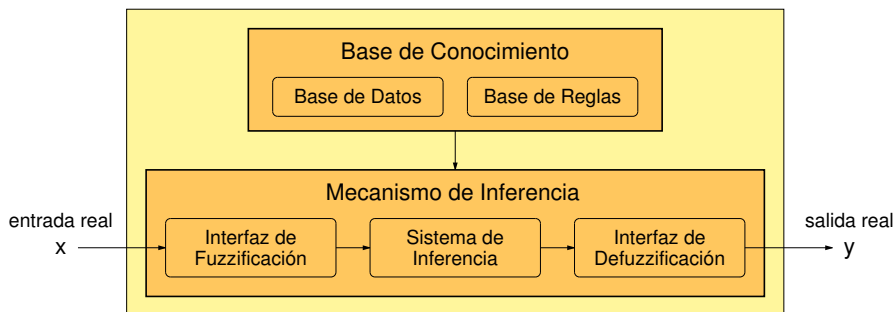 Base de Conocimiento
Base de Datos
Base de Reglas
Mecanismo de Inferencia
entrada real
x
Interfaz de
Fuzzificación
Sistema de
Inferencia
Interfaz de
Defuzzificación
salida real
y